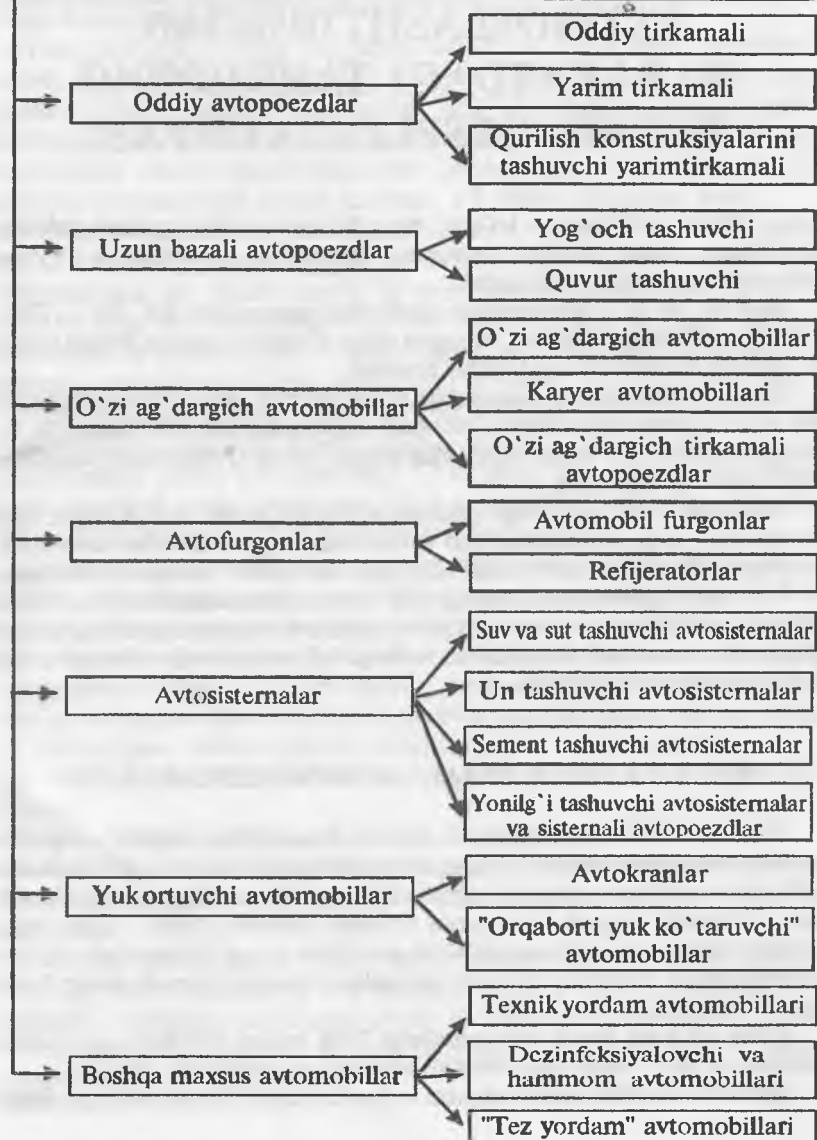 Oddiy avtopoezdlar
Oddiy tirkamali
Yarim tirkamali
Qurilish konstruksiyalarini
tashuvchi yarimtirkamali
Uzun bazali avtopoezdlar
Yog`och tashuvchi
Quvur tashuvchi
O`zi ag`dargich avtomobillar
O`zi ag`dargich avtomobillar
Karyer avtomobillari
O`zi ag`dargich tirkamali
avtopoezdlar
Avtofurgonlar
Avtomobil furgonlar
Refijeratorlar
Avtosisternalar
Suv va sut tashuvchi avtosisternalar
Un tashuvchi avtosisternalar
Sement tashuvchi avtosisternalar
Yonilg`i tashuvchi avtosisternalar
va sisternali avtopoezdlar
Yuk ortuvchi avtomobillar
Avtokranlar
"Orqaborti yuk ko`taruvchi"
avtomobillar
Boshqa maxsus avtomobillar
Texnik yordam avtomobillari
Dezinfeksiyalovchi va
hammom avtomobillari
"Tez yordam" avtomobillari